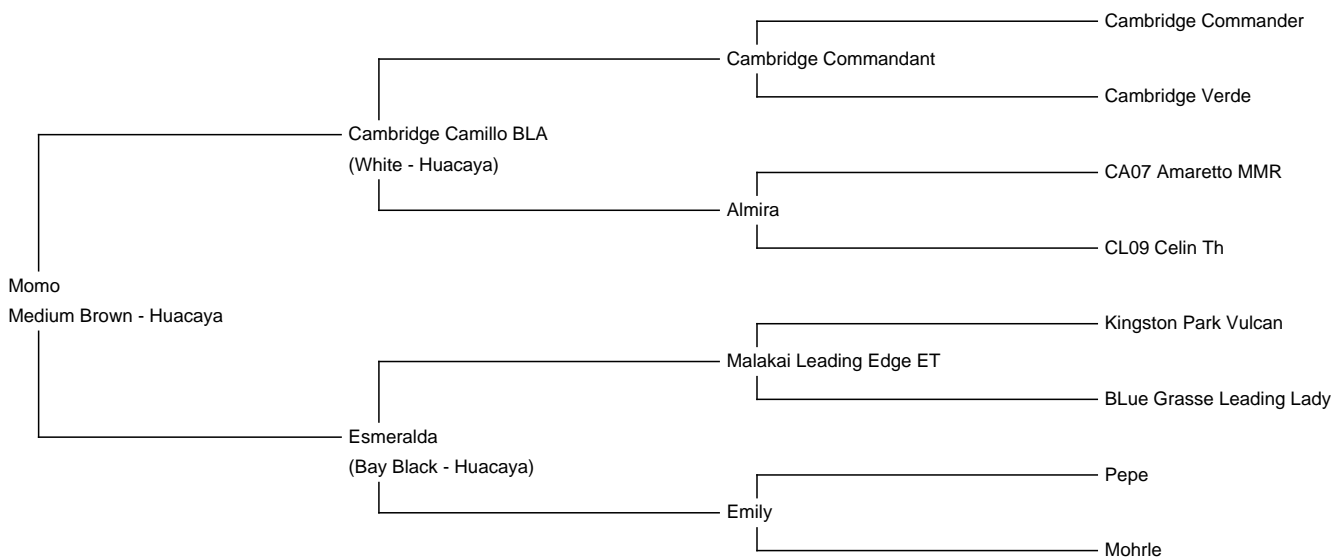 Cambridge Commander
Cambridge Commandant
Cambridge Verde
Cambridge Camillo BLA
(White - Huacaya)
CA07 Amaretto MMR
Almira
CL09 Celin Th
Momo
Medium Brown - Huacaya
Kingston Park Vulcan
Malakai Leading Edge ET
BLue Grasse Leading Lady
Esmeralda
(Bay Black - Huacaya)
Pepe
Emily
Mohrle